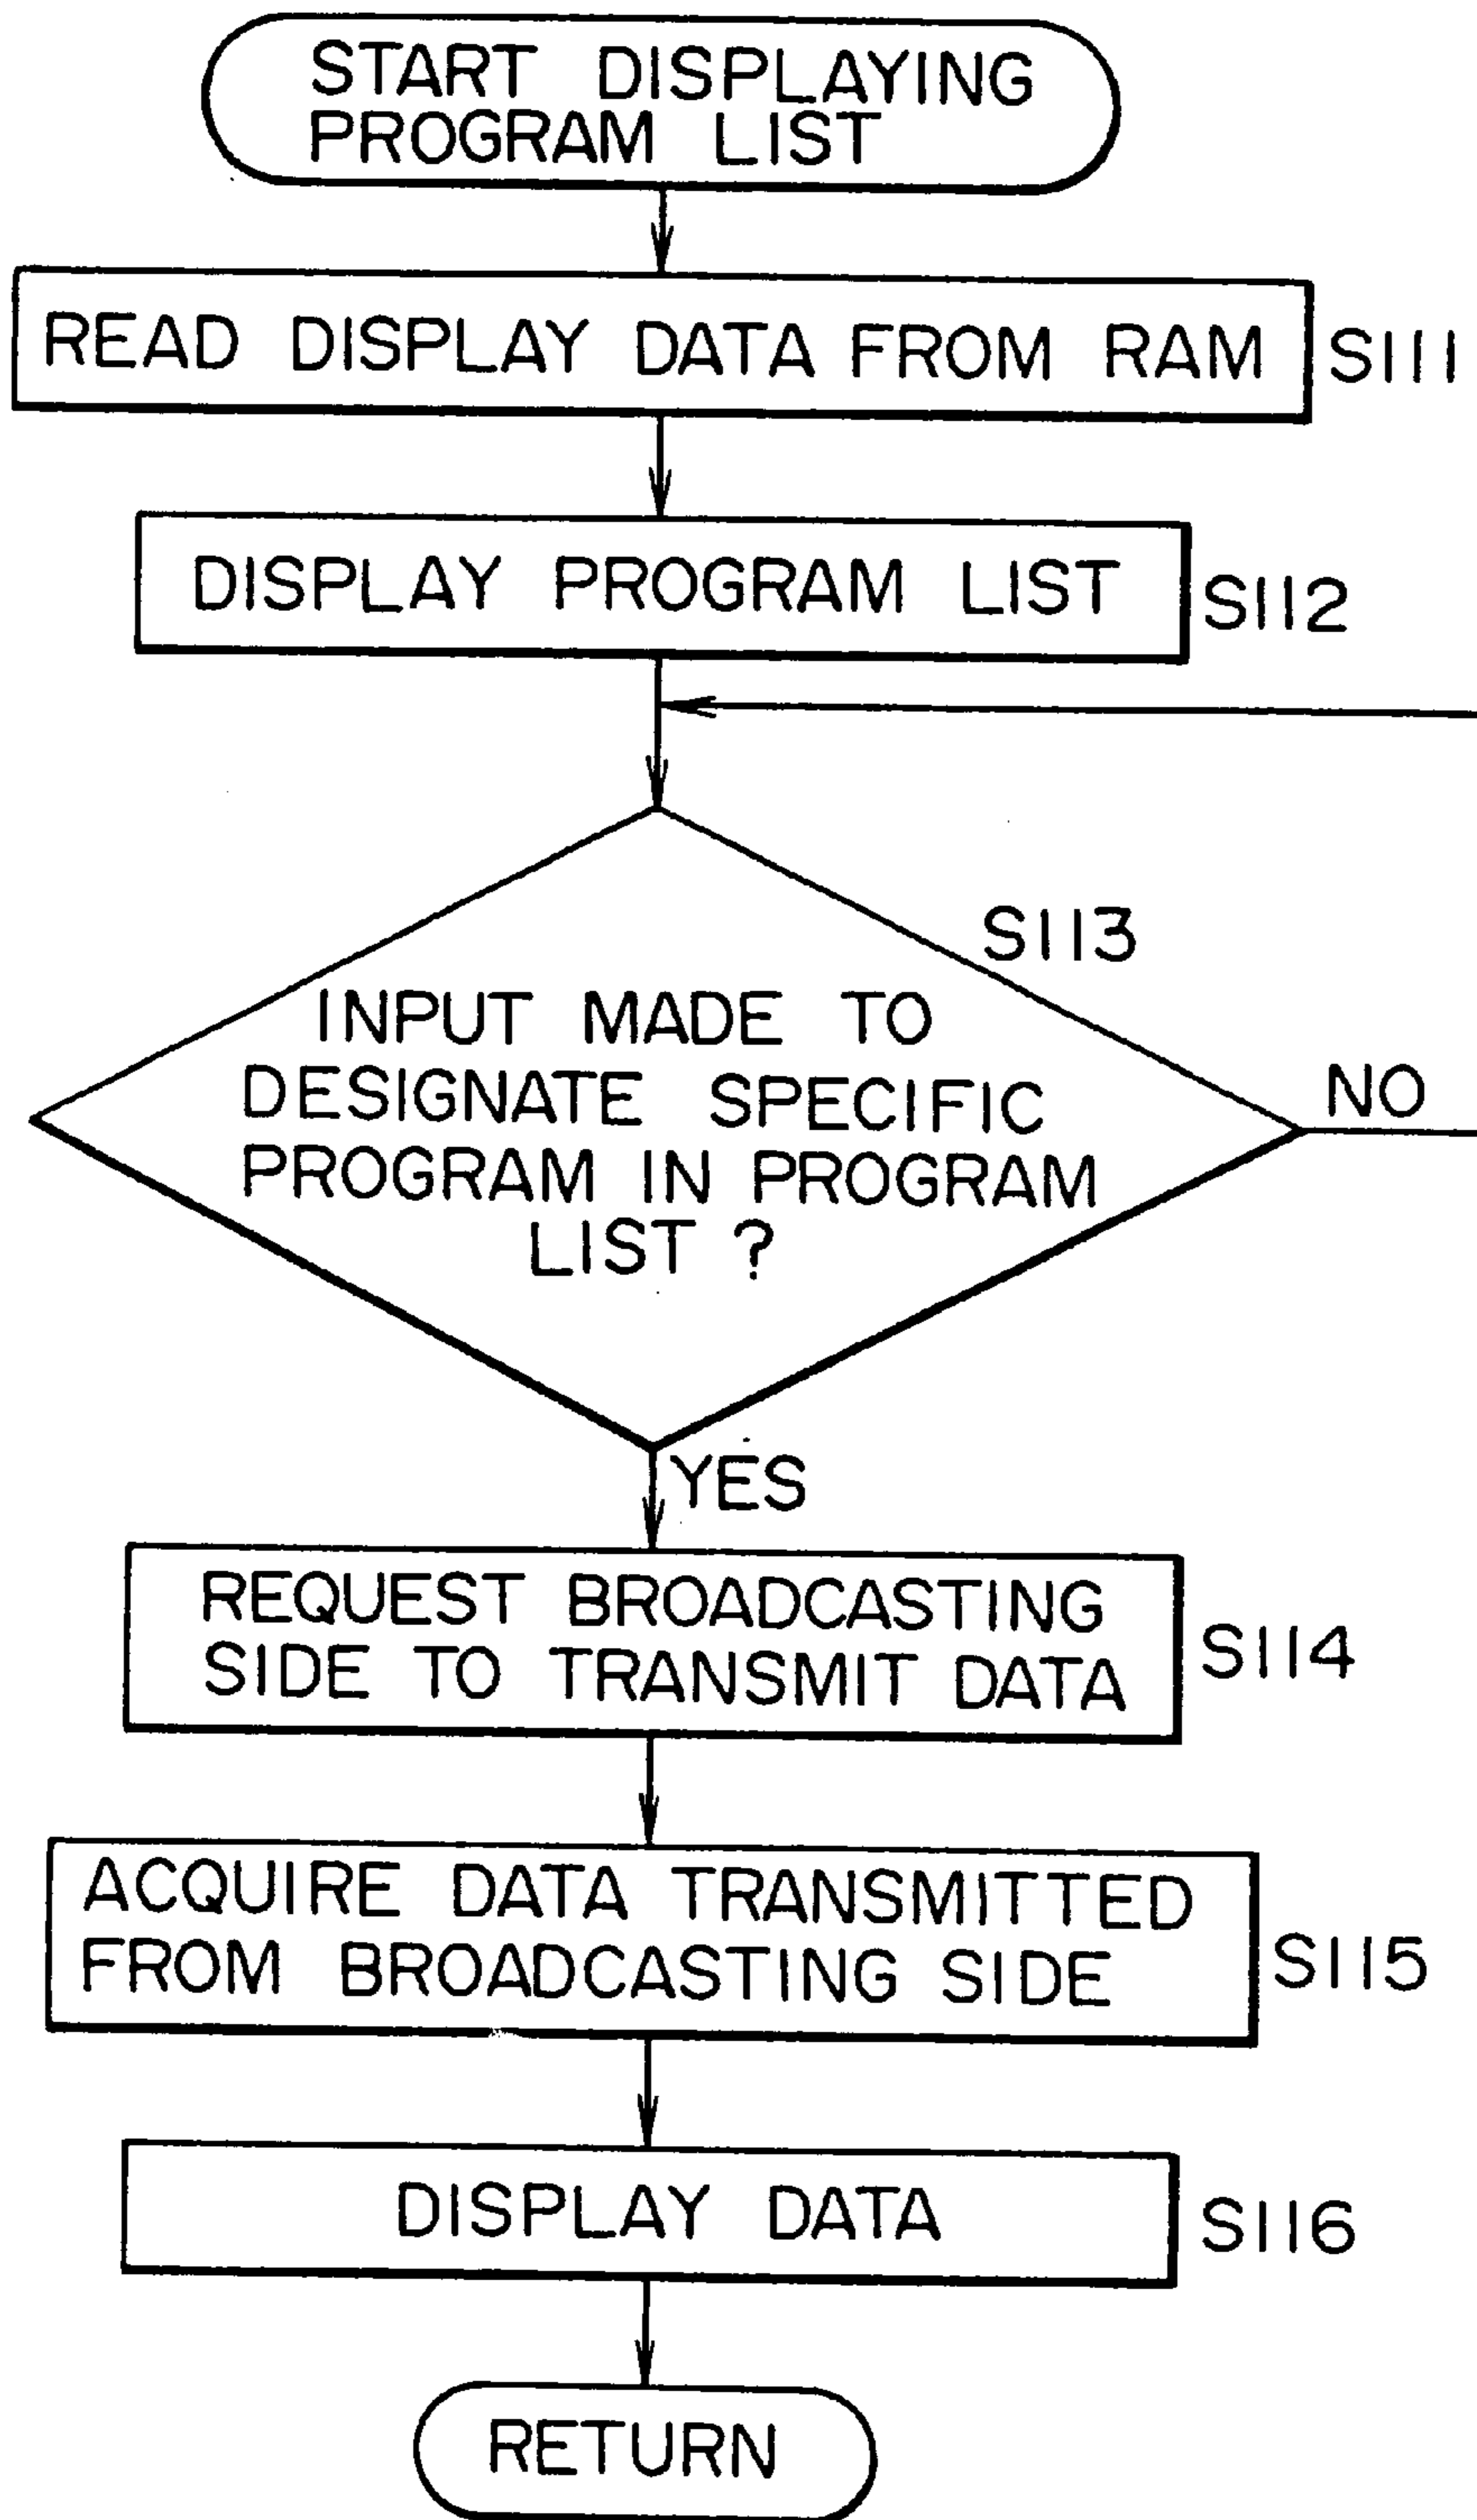 START DISPLAYING
PROGRAM LIST
READ DISPLAY DATA FROM RAM
S111
DISPLAY PROGRAM LIST
S112
S113
INPUT MADE TO
DESIGNATE SPECIFIC
PROGRAM IN PROGRAM
LIST ?
NO
YES
REQUEST BROADCASTING
SIDE TO TRANSMIT DATA
S114
ACQUIRE DATA TRANSMITTED
FROM BROADCASTING SIDE
S115
DISPLAY DATA
S116
RETURN